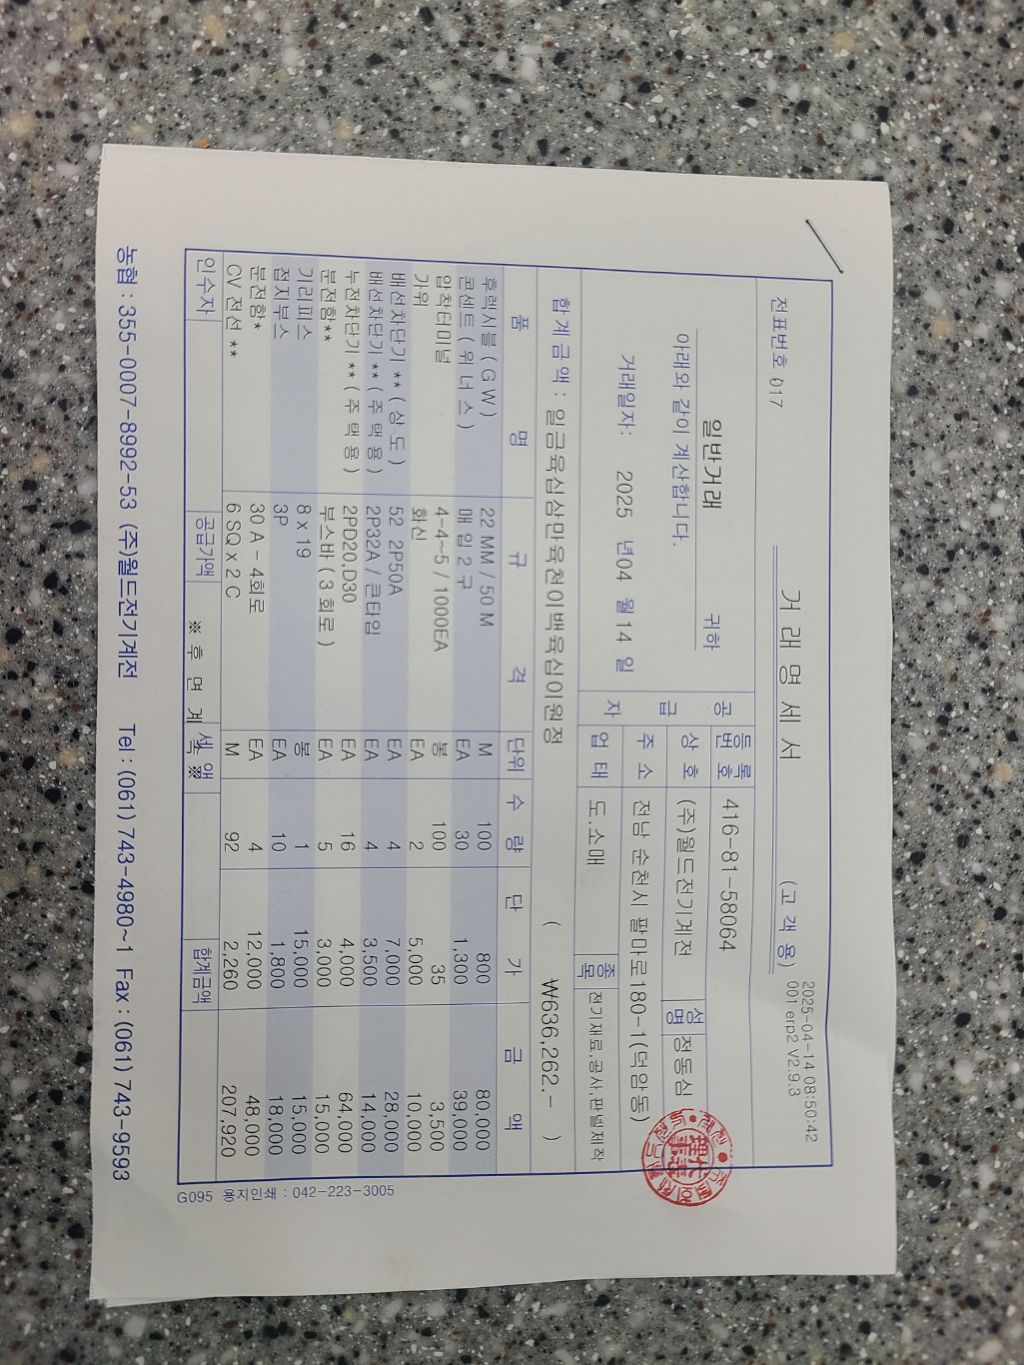 거 래 명 세 서
(고 객 용)
2025-04-14 08:50:42
001 erp2 V2.9.3
전표번호 017
일반거래 귀하
아래와 같이 계산합니다.
거래일자: 2025 년04 월 14 일
공 급 자
등록번호 416-81-58064
상 호 (주)월드전기계전 성명 정동심
주 소 전남 순천시 팔마로180-1(덕암동)
업 태 도.소매 종목 전기재료,공사,판넬제작
합 계 금 액 : 일금육십삼만육천이백육십이원정 ( ₩636,262.- )
품 명 규 격 단위 수 량 단 가 금 액
후렉시블 ( G W ) 22 MM / 50 M M 100 800 80,000
콘센트 ( 위 너 스 ) 매 입 2 구 EA 30 1,300 39,000
압착터미널 4-4~5 / 1000EA 봉 100 35 3,500
가위 화신 EA 2 5,000 10,000
배선차단기 ** ( 상 도 ) 52 2P50A EA 4 7,000 28,000
배선차단기 ** ( 주 택 용 ) 2P32A / 콤타임 EA 4 3,500 14,000
누전차단기 ** ( 주 택 용 ) 2PD20,D30 EA 16 4,000 64,000
분전함** 부스바 ( 3 회로 ) EA 5 3,000 15,000
기리피스 8 x 19 봉 1 15,000 15,000
접지부스 3P EA 10 1,800 18,000
분전함* 30 A - 4회로 EA 4 12,000 48,000
CV 전선 ** 6 SQ x 2 C M 92 2,260 207,920
※ 후 면 계 속 ※
인수자 공급가액 세 액 합계금액
G095 용지인쇄 : 042-223-3005
농협 : 355-0007-8992-53 (주)월드전기계전 Tel : (061) 743-4980~1 Fax : (061) 743-9593